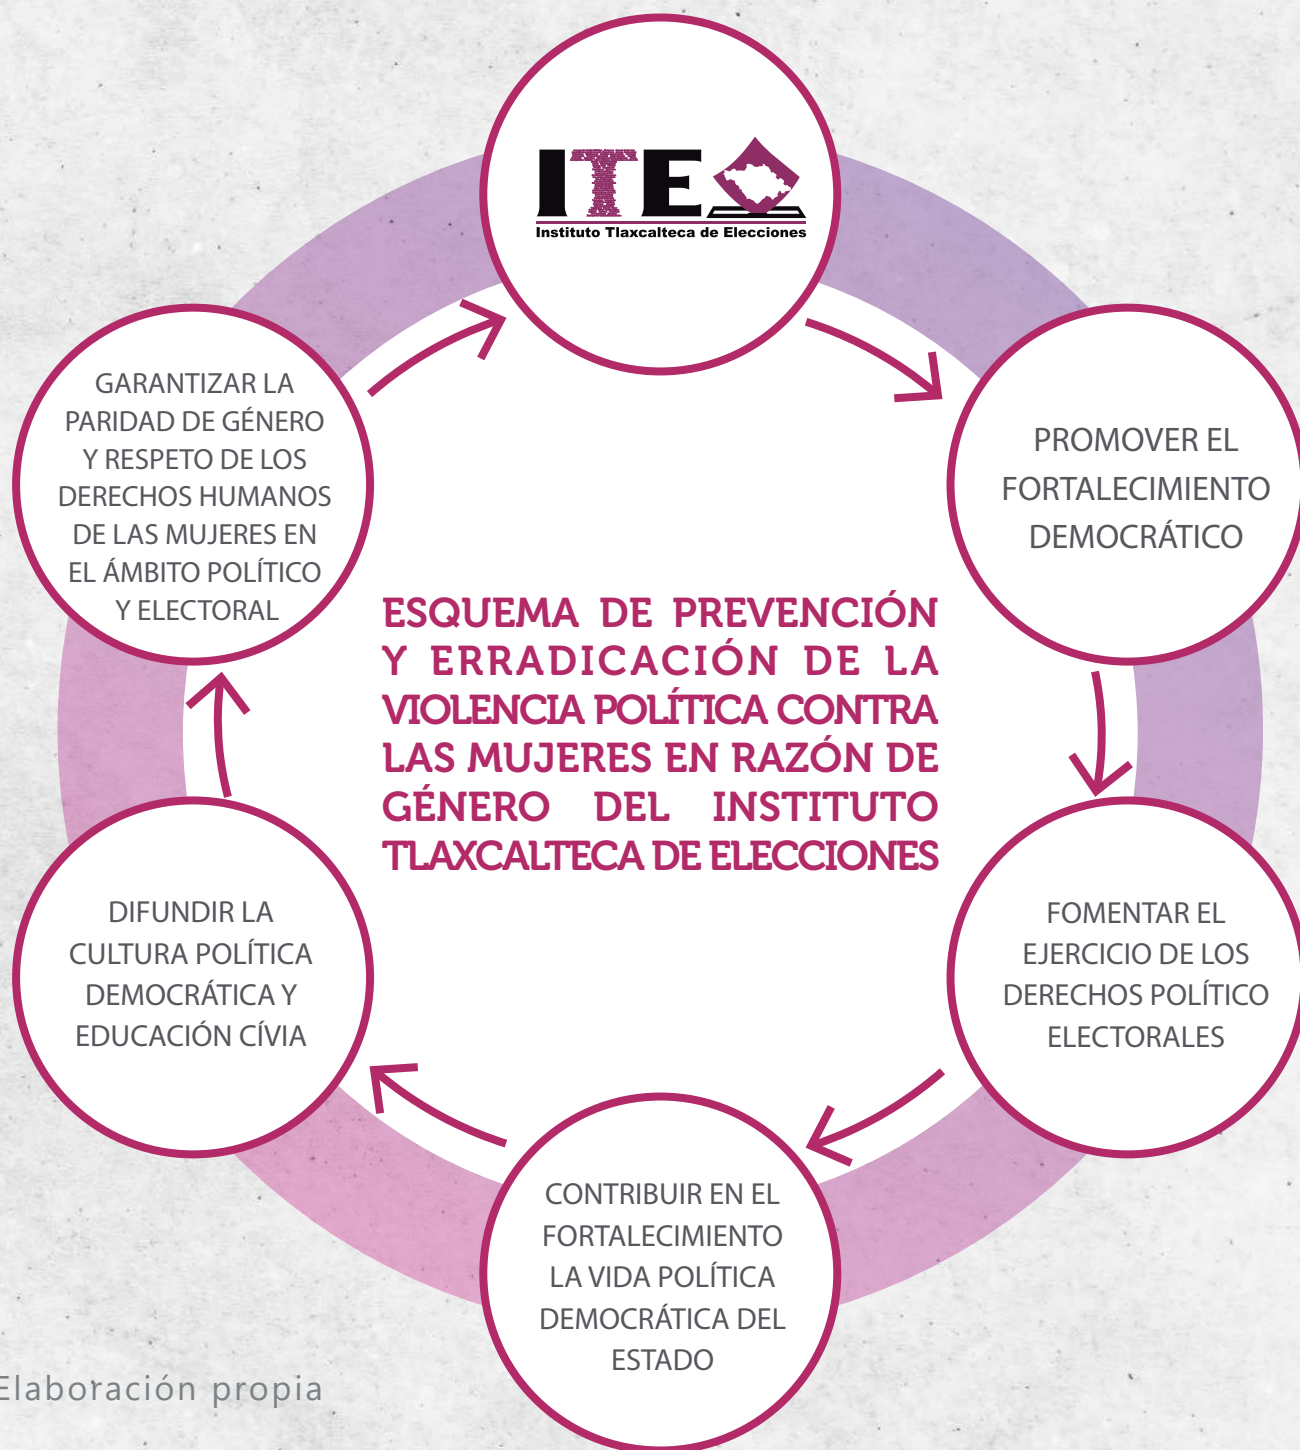 ITE
Instituto Tlaxcalteca de Elecciones
PROMOVER EL
FORTALECIMIENTO
DEMOCRÁTICO
FOMENTAR EL
EJERCICIO DE LOS
DERECHOS POLÍTICO
ELECTORALES
CONTRIBUIR EN EL
FORTALECIMIENTO
LA VIDA POLÍTICA
DEMOCRÁTICA DEL
ESTADO
DIFUNDIR LA
CULTURA POLÍTICA
DEMOCRÁTICA Y
EDUCACIÓN CÍVIA
GARANTIZAR LA
PARIDAD DE GÉNERO
Y RESPETO DE LOS
DERECHOS HUMANOS
DE LAS MUJERES EN
EL ÁMBITO POLÍTICO
Y ELECTORAL
ESQUEMA DE PREVENCIÓN
Y ERRADICACIÓN DE LA
VIOLENCIA POLÍTICA CONTRA
LAS MUJERES EN RAZÓN DE
GÉNERO DEL INSTITUTO
TLAXCALTECA DE ELECCIONES
Elaboración propia